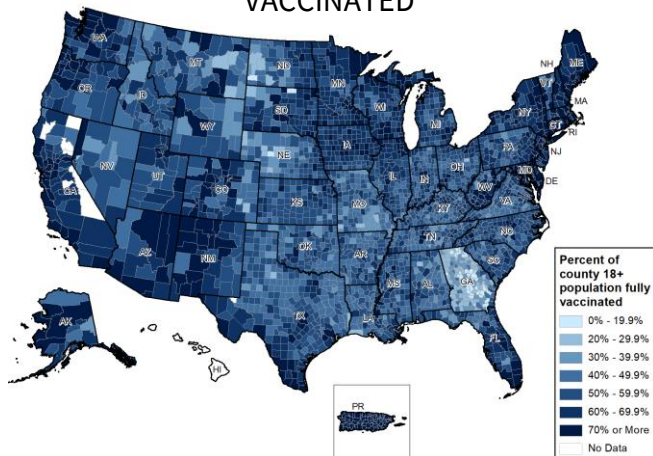 VACCINATED
WA
MT
ND
MN
ME
NH
VT
OR
ID
SD
WI
MI
NY
MA
CT
RI
WY
IA
PA
NJ
NE
NV
UT
CO
IL
IN
OH
MD
DE
WV
VA
CA
KS
MO
KY
NC
TN
AZ
NM
OK
AR
SC
MS
AL
GA
TX
LA
FL
AK
HI
PR
Percent of
county 18+
population fully
vaccinated
0% - 19.9%
20% - 29.9%
30% - 39.9%
40% - 49.9%
50% - 59.9%
60% - 69.9%
70% or More
No Data